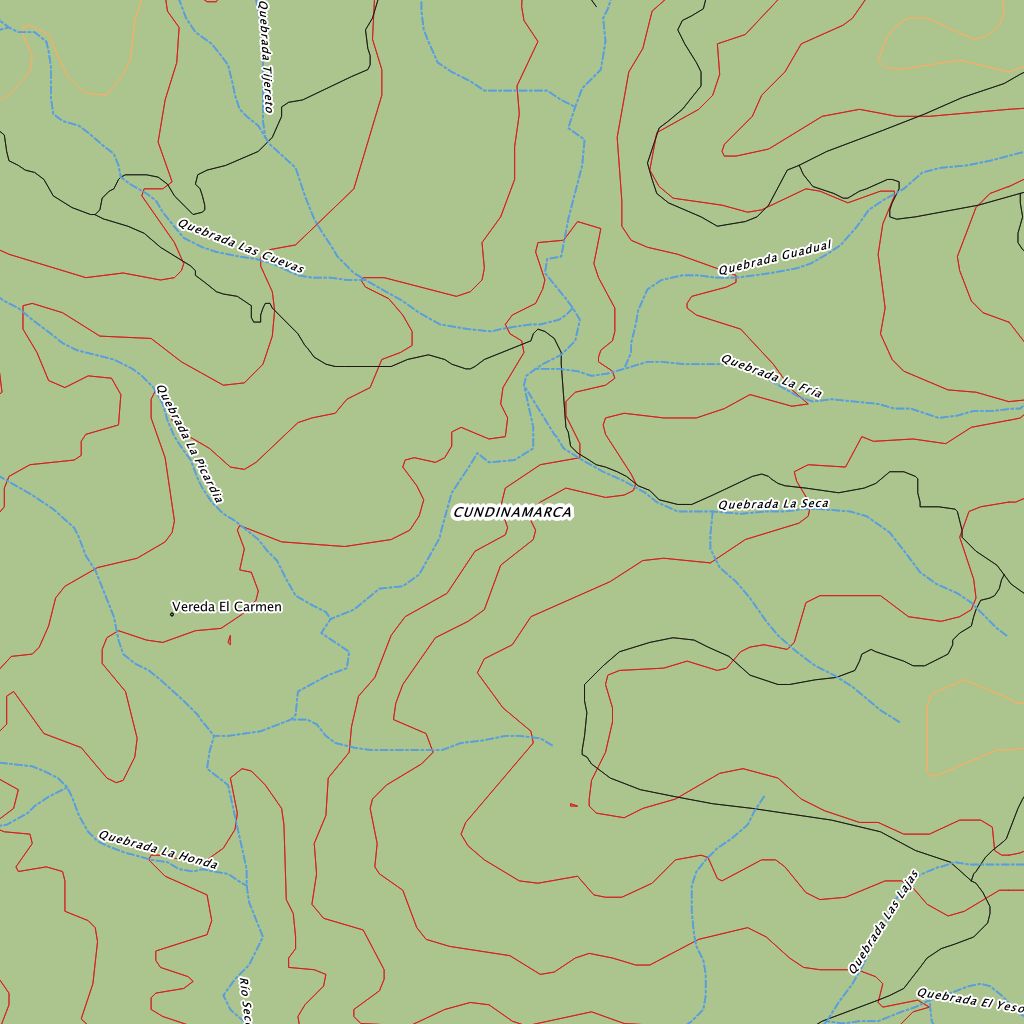 Quebrada Tijereto
Quebrada Las Cuevas
Quebrada Guadual
Quebrada La Fría
Quebrada La Picardia
Quebrada La Seca
CUNDINAMARCA
Vereda El Carmen
Quebrada La Honda
Quebrada Las Lajas
Río Seco
Quebrada El Yeso